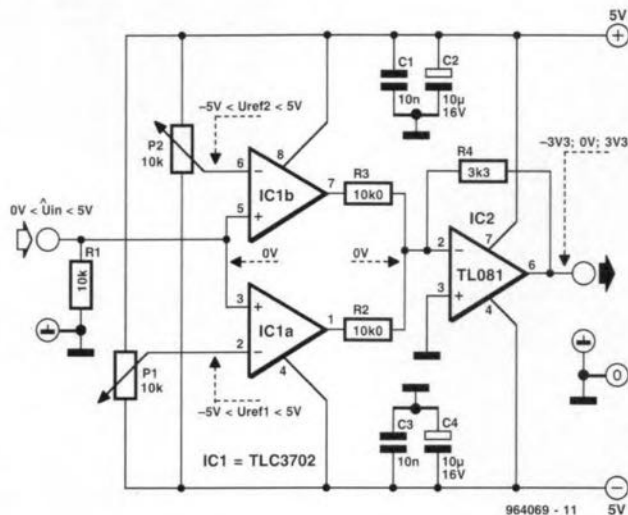 5V
+
C1
10n
C2
10µ
16V
–5V < Uref2 < 5V
P2
10k
6
–
8
IC1b
7
5
+
R3
10k0
–3V3; 0V; 3V3
R4
3k3
IC2
0V < Ûin < 5V
R1
10k
0V
0V
2
–
7
TL081
6
3
+
4
3
+
IC1a
1
2
–
4
R2
10k0
P1
10k
–5V < Uref1 < 5V
0
IC1 = TLC3702
C3
10n
C4
10µ
16V
–
964069 - 11
5V